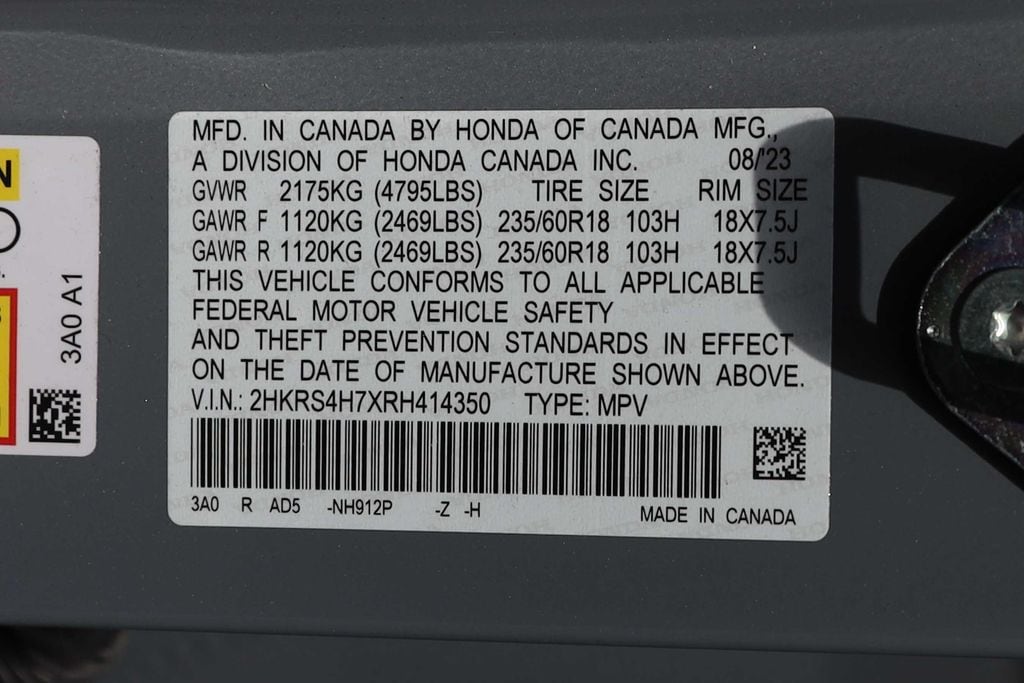 MFD. IN CANADA BY HONDA OF CANADA MFG.,
A DIVISION OF HONDA CANADA INC. 08/'23
GVWR 2175KG (4795LBS) TIRE SIZE RIM SIZE
GAWR F 1120KG (2469LBS) 235/60R18 103H 18X7.5J
GAWR R 1120KG (2469LBS) 235/60R18 103H 18X7.5J
THIS VEHICLE CONFORMS TO ALL APPLICABLE
FEDERAL MOTOR VEHICLE SAFETY
AND THEFT PREVENTION STANDARDS IN EFFECT
ON THE DATE OF MANUFACTURE SHOWN ABOVE.
V.I.N.: 2HKRS4H7XRH414350 TYPE: MPV
3A0 R AD5 -NH912P -Z -H
MADE IN CANADA
N
3A0 A1